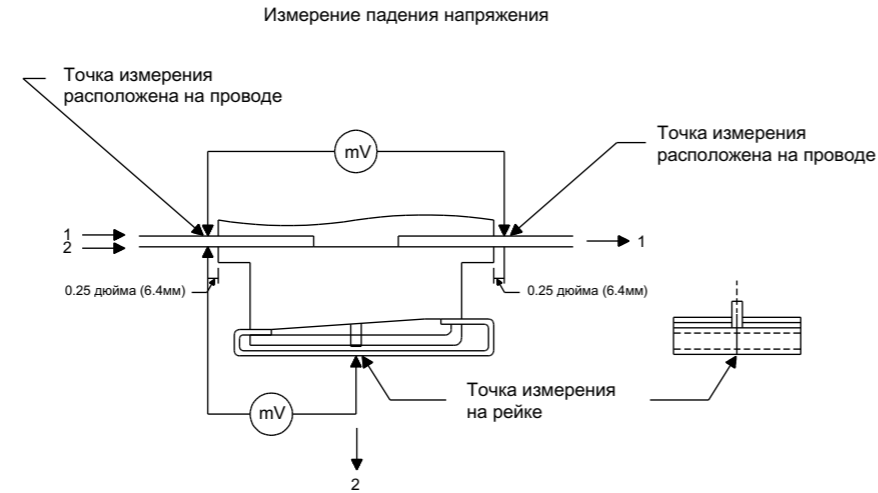 Измерение падения напряжения
Точка измерения
расположена на проводе
Точка измерения
расположена на проводе
mV
1
2
1
0.25 дюйма (6.4мм)
0.25 дюйма (6.4мм)
Точка измерения
на рейке
mV
2